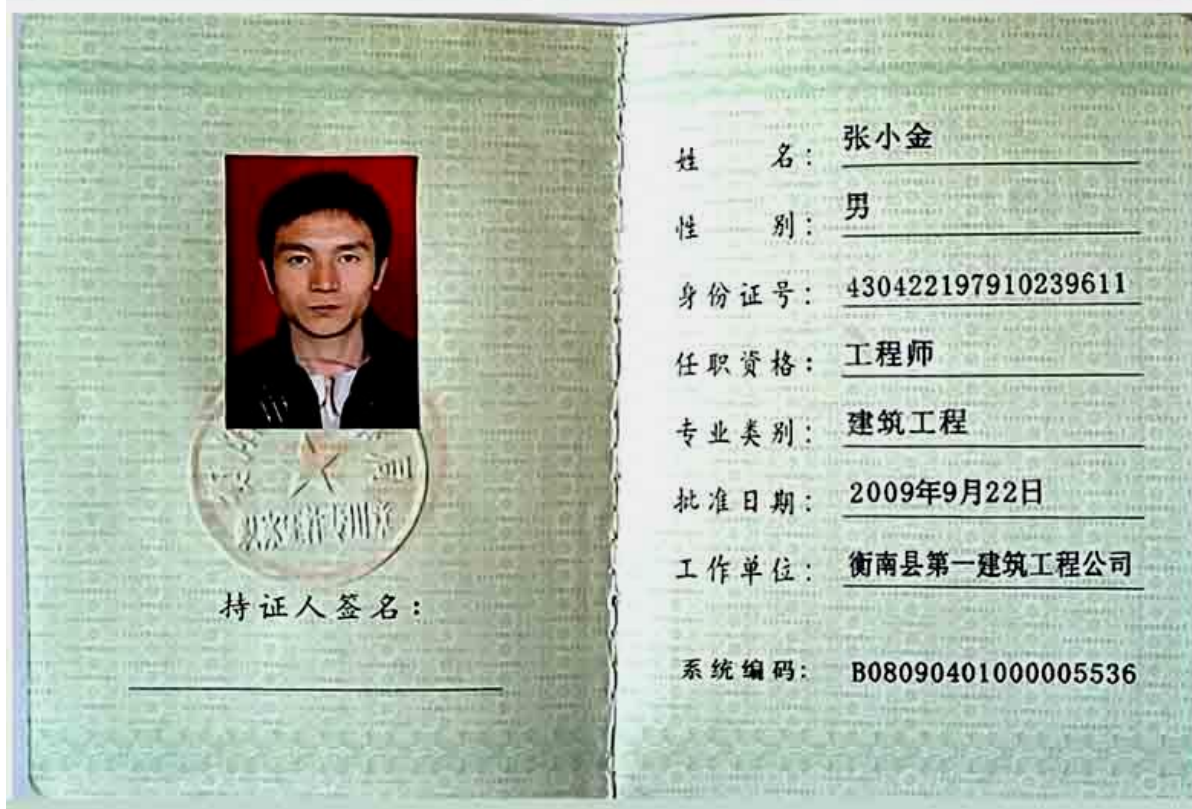 持证人签名:
姓 名: 张小金
性 别: 男
身份证号: 430422197910239611
任职资格: 工程师
专业类别: 建筑工程
批准日期: 2009年9月22日
工作单位: 衡南县第一建筑工程公司
系统编码: B08090401000005536